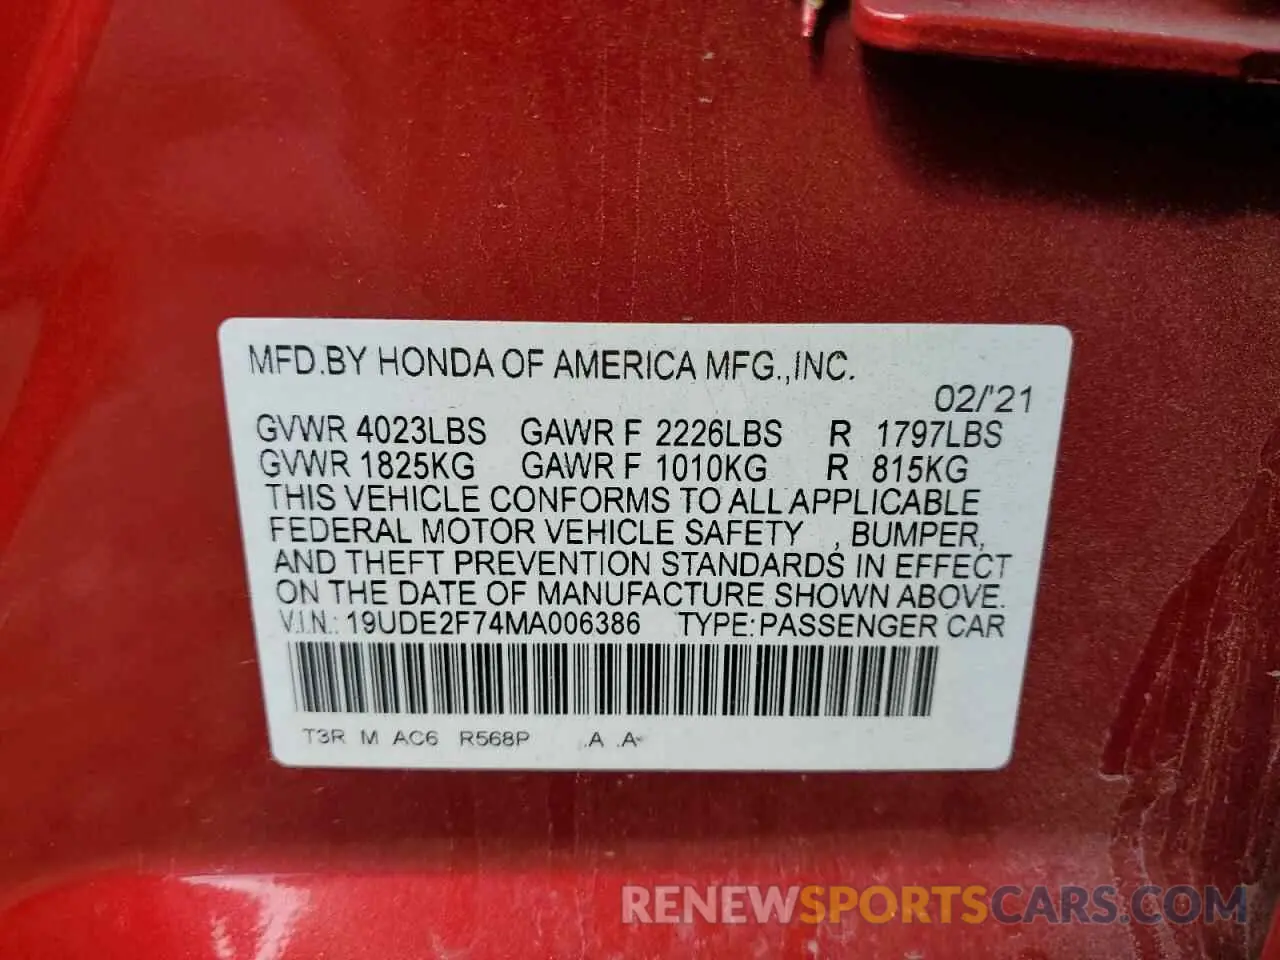 MFD.BY HONDA OF AMERICA MFG.,INC.
02/'21
GVWR 4023LBS GAWR F 2226LBS R 1797LBS
GVWR 1825KG GAWR F 1010KG R 815KG
THIS VEHICLE CONFORMS TO ALL APPLICABLE
FEDERAL MOTOR VEHICLE SAFETY , BUMPER,
AND THEFT PREVENTION STANDARDS IN EFFECT
ON THE DATE OF MANUFACTURE SHOWN ABOVE.
V.I.N.: 19UDE2F74MA006386 TYPE:PASSENGER CAR
T3R M AC6 R568P .A .A-
RENEWSPORTSCARS.COM